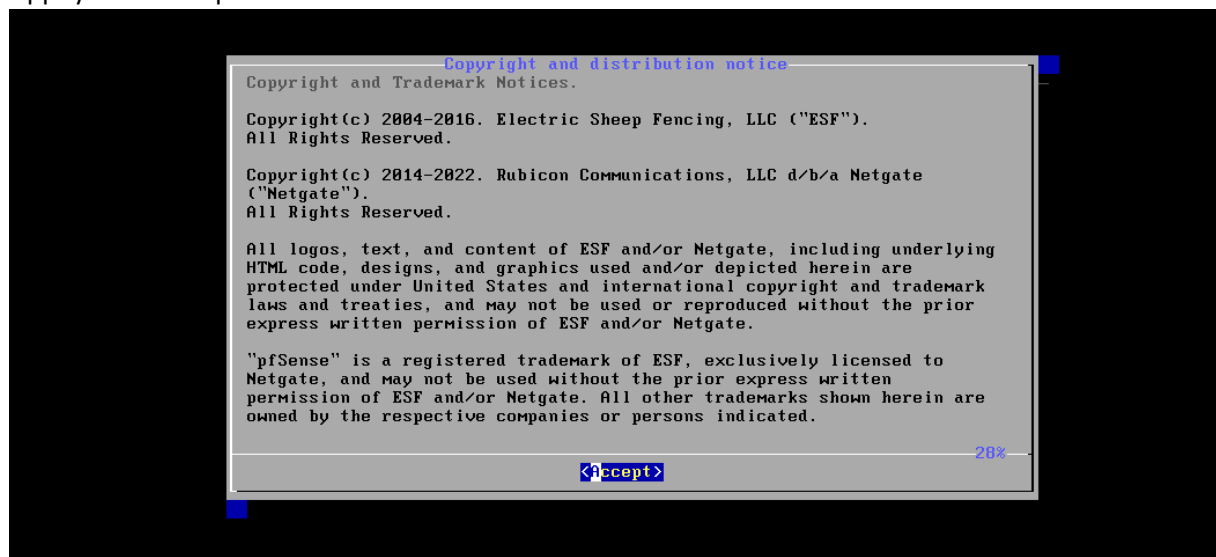 Copyright and distribution notice
Copyright and Trademark Notices.
Copyright(c) 2004-2016. Electric Sheep Fencing, LLC ("ESF").
All Rights Reserved.
Copyright(c) 2014-2022. Rubicon Communications, LLC d/b/a Netgate
("Netgate").
All Rights Reserved.
All logos, text, and content of ESF and/or Netgate, including underlying
HTML code, designs, and graphics used and/or depicted herein are
protected under United States and international copyright and trademark
laws and treaties, and may not be used or reproduced without the prior
express written permission of ESF and/or Netgate.
"pfSense" is a registered trademark of ESF, exclusively licensed to
Netgate, and may not be used without the prior express written
permission of ESF and/or Netgate. All other trademarks shown herein are
owned by the respective companies or persons indicated.
28%
<Accept>